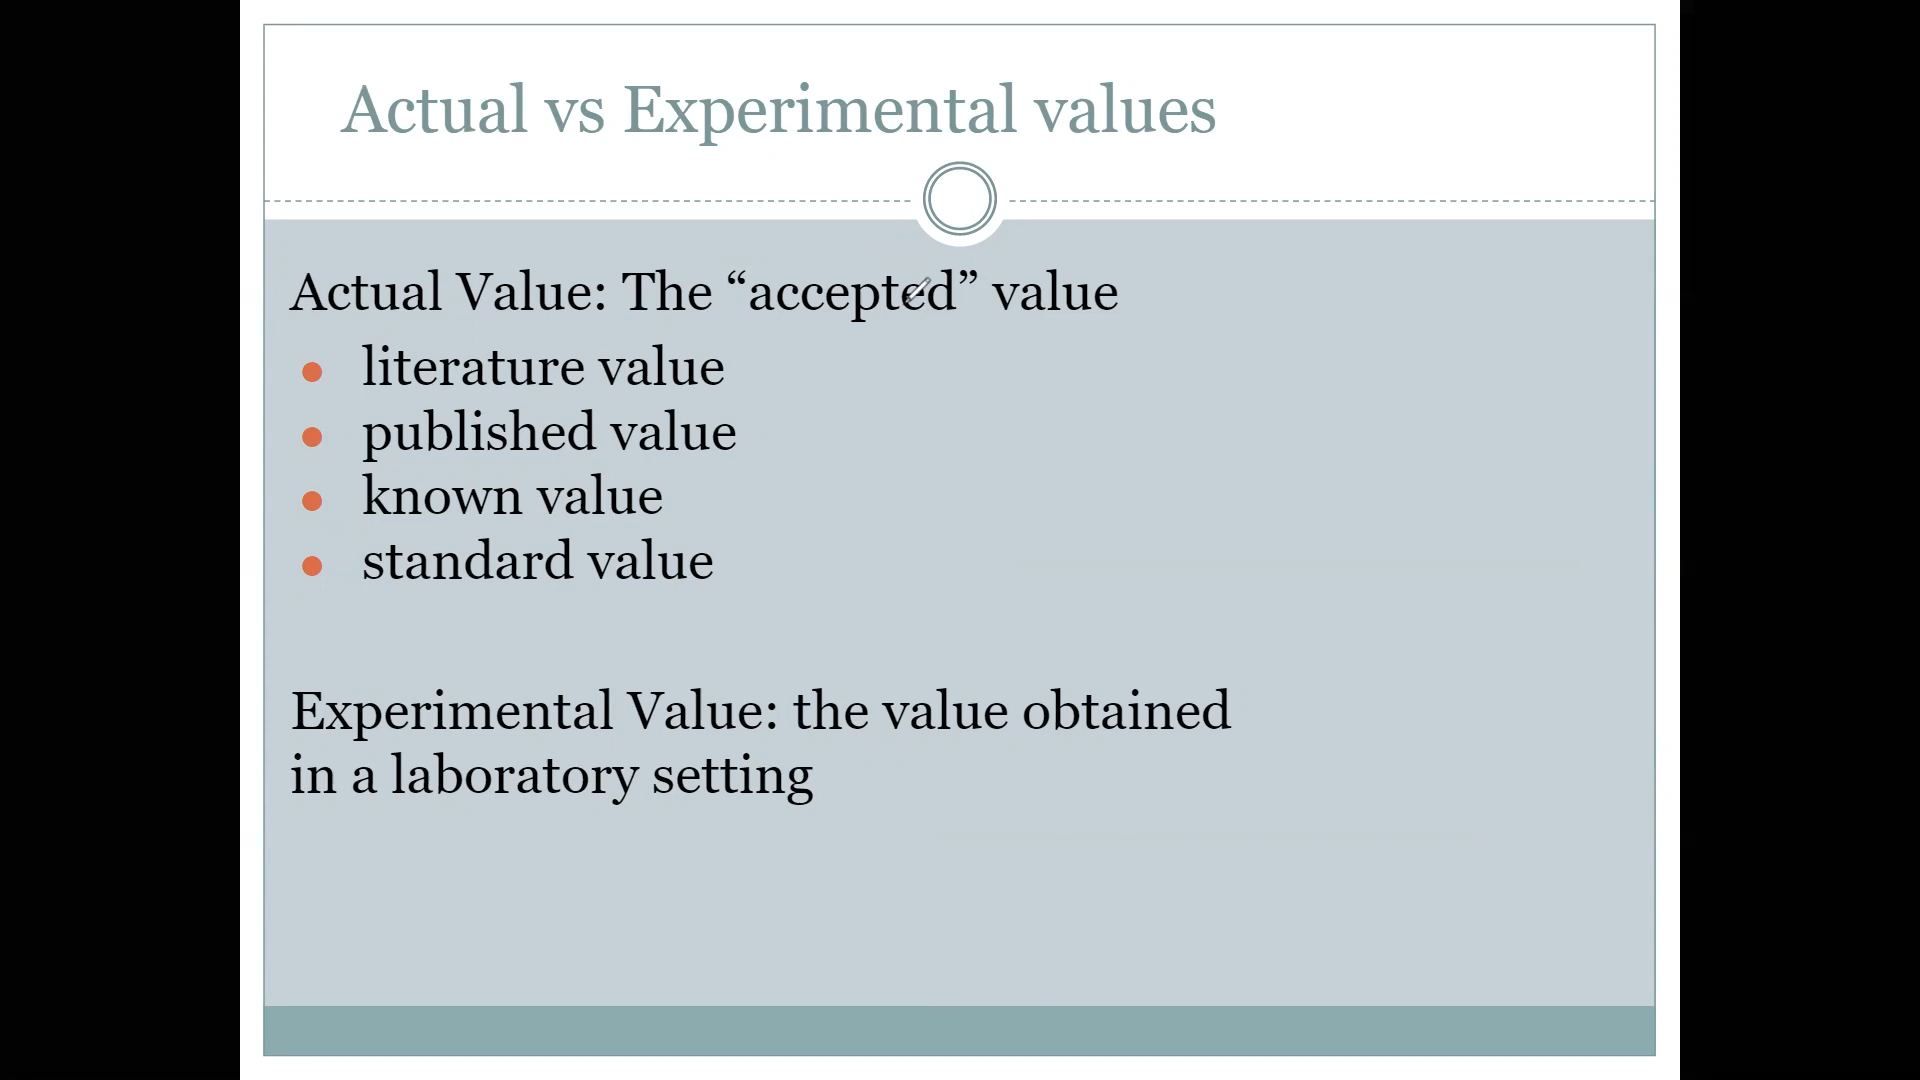 Actual vs Experimental values
Actual Value: The “accepted” value
• literature value
• published value
• known value
• standard value
Experimental Value: the value obtained
in a laboratory setting